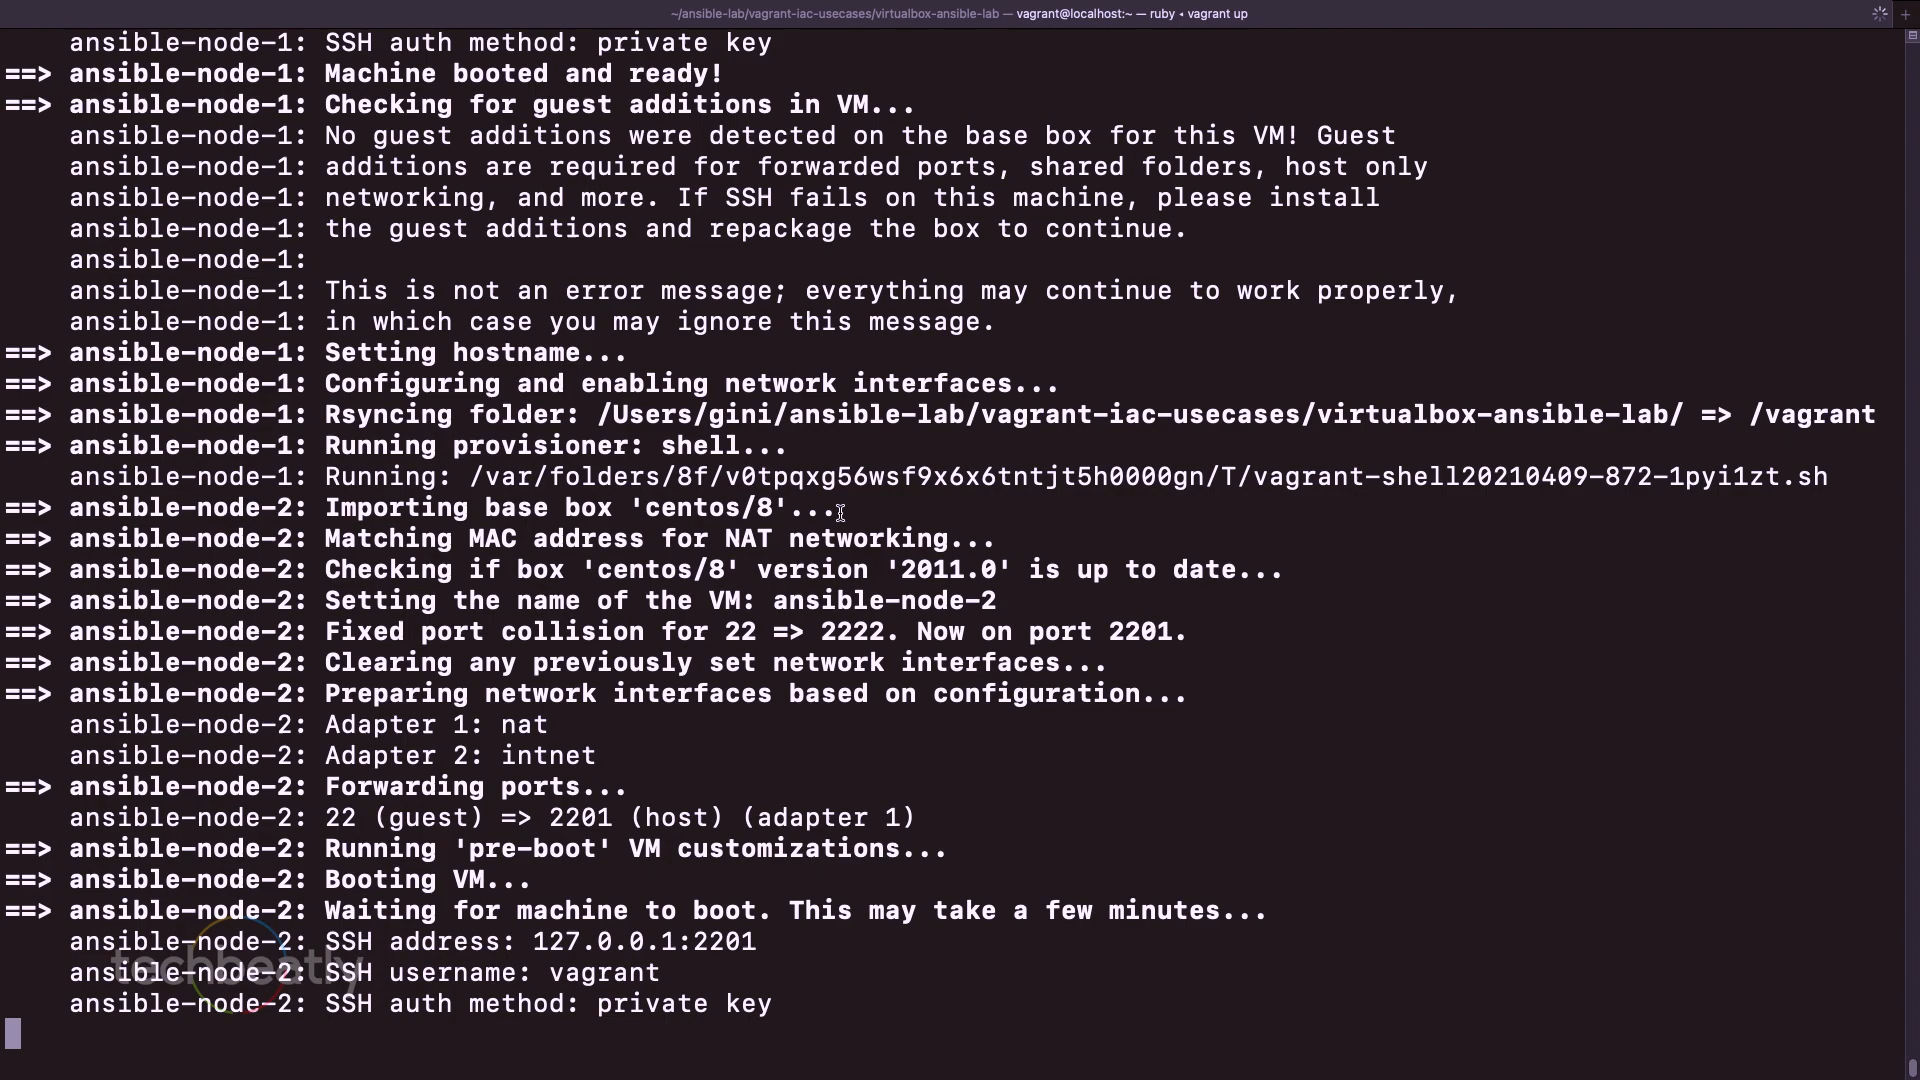 ~/ansible-lab/vagrant-iac-usecases/virtualbox-ansible-lab — vagrant@localhost:~ — ruby ◂ vagrant up
ansible-node-1: SSH auth method: private key
==> ansible-node-1: Machine booted and ready!
==> ansible-node-1: Checking for guest additions in VM...
ansible-node-1: No guest additions were detected on the base box for this VM! Guest
ansible-node-1: additions are required for forwarded ports, shared folders, host only
ansible-node-1: networking, and more. If SSH fails on this machine, please install
ansible-node-1: the guest additions and repackage the box to continue.
ansible-node-1:
ansible-node-1: This is not an error message; everything may continue to work properly,
ansible-node-1: in which case you may ignore this message.
==> ansible-node-1: Setting hostname...
==> ansible-node-1: Configuring and enabling network interfaces...
==> ansible-node-1: Rsyncing folder: /Users/gini/ansible-lab/vagrant-iac-usecases/virtualbox-ansible-lab/ => /vagrant
==> ansible-node-1: Running provisioner: shell...
ansible-node-1: Running: /var/folders/8f/v0tpqxg56wsf9x6x6tntjt5h0000gn/T/vagrant-shell20210409-872-1pyi1zt.sh
==> ansible-node-2: Importing base box 'centos/8'...
==> ansible-node-2: Matching MAC address for NAT networking...
==> ansible-node-2: Checking if box 'centos/8' version '2011.0' is up to date...
==> ansible-node-2: Setting the name of the VM: ansible-node-2
==> ansible-node-2: Fixed port collision for 22 => 2222. Now on port 2201.
==> ansible-node-2: Clearing any previously set network interfaces...
==> ansible-node-2: Preparing network interfaces based on configuration...
ansible-node-2: Adapter 1: nat
ansible-node-2: Adapter 2: intnet
==> ansible-node-2: Forwarding ports...
ansible-node-2: 22 (guest) => 2201 (host) (adapter 1)
==> ansible-node-2: Running 'pre-boot' VM customizations...
==> ansible-node-2: Booting VM...
==> ansible-node-2: Waiting for machine to boot. This may take a few minutes...
ansible-node-2: SSH address: 127.0.0.1:2201
ansible-node-2: SSH username: vagrant
ansible-node-2: SSH auth method: private key
techbeatly